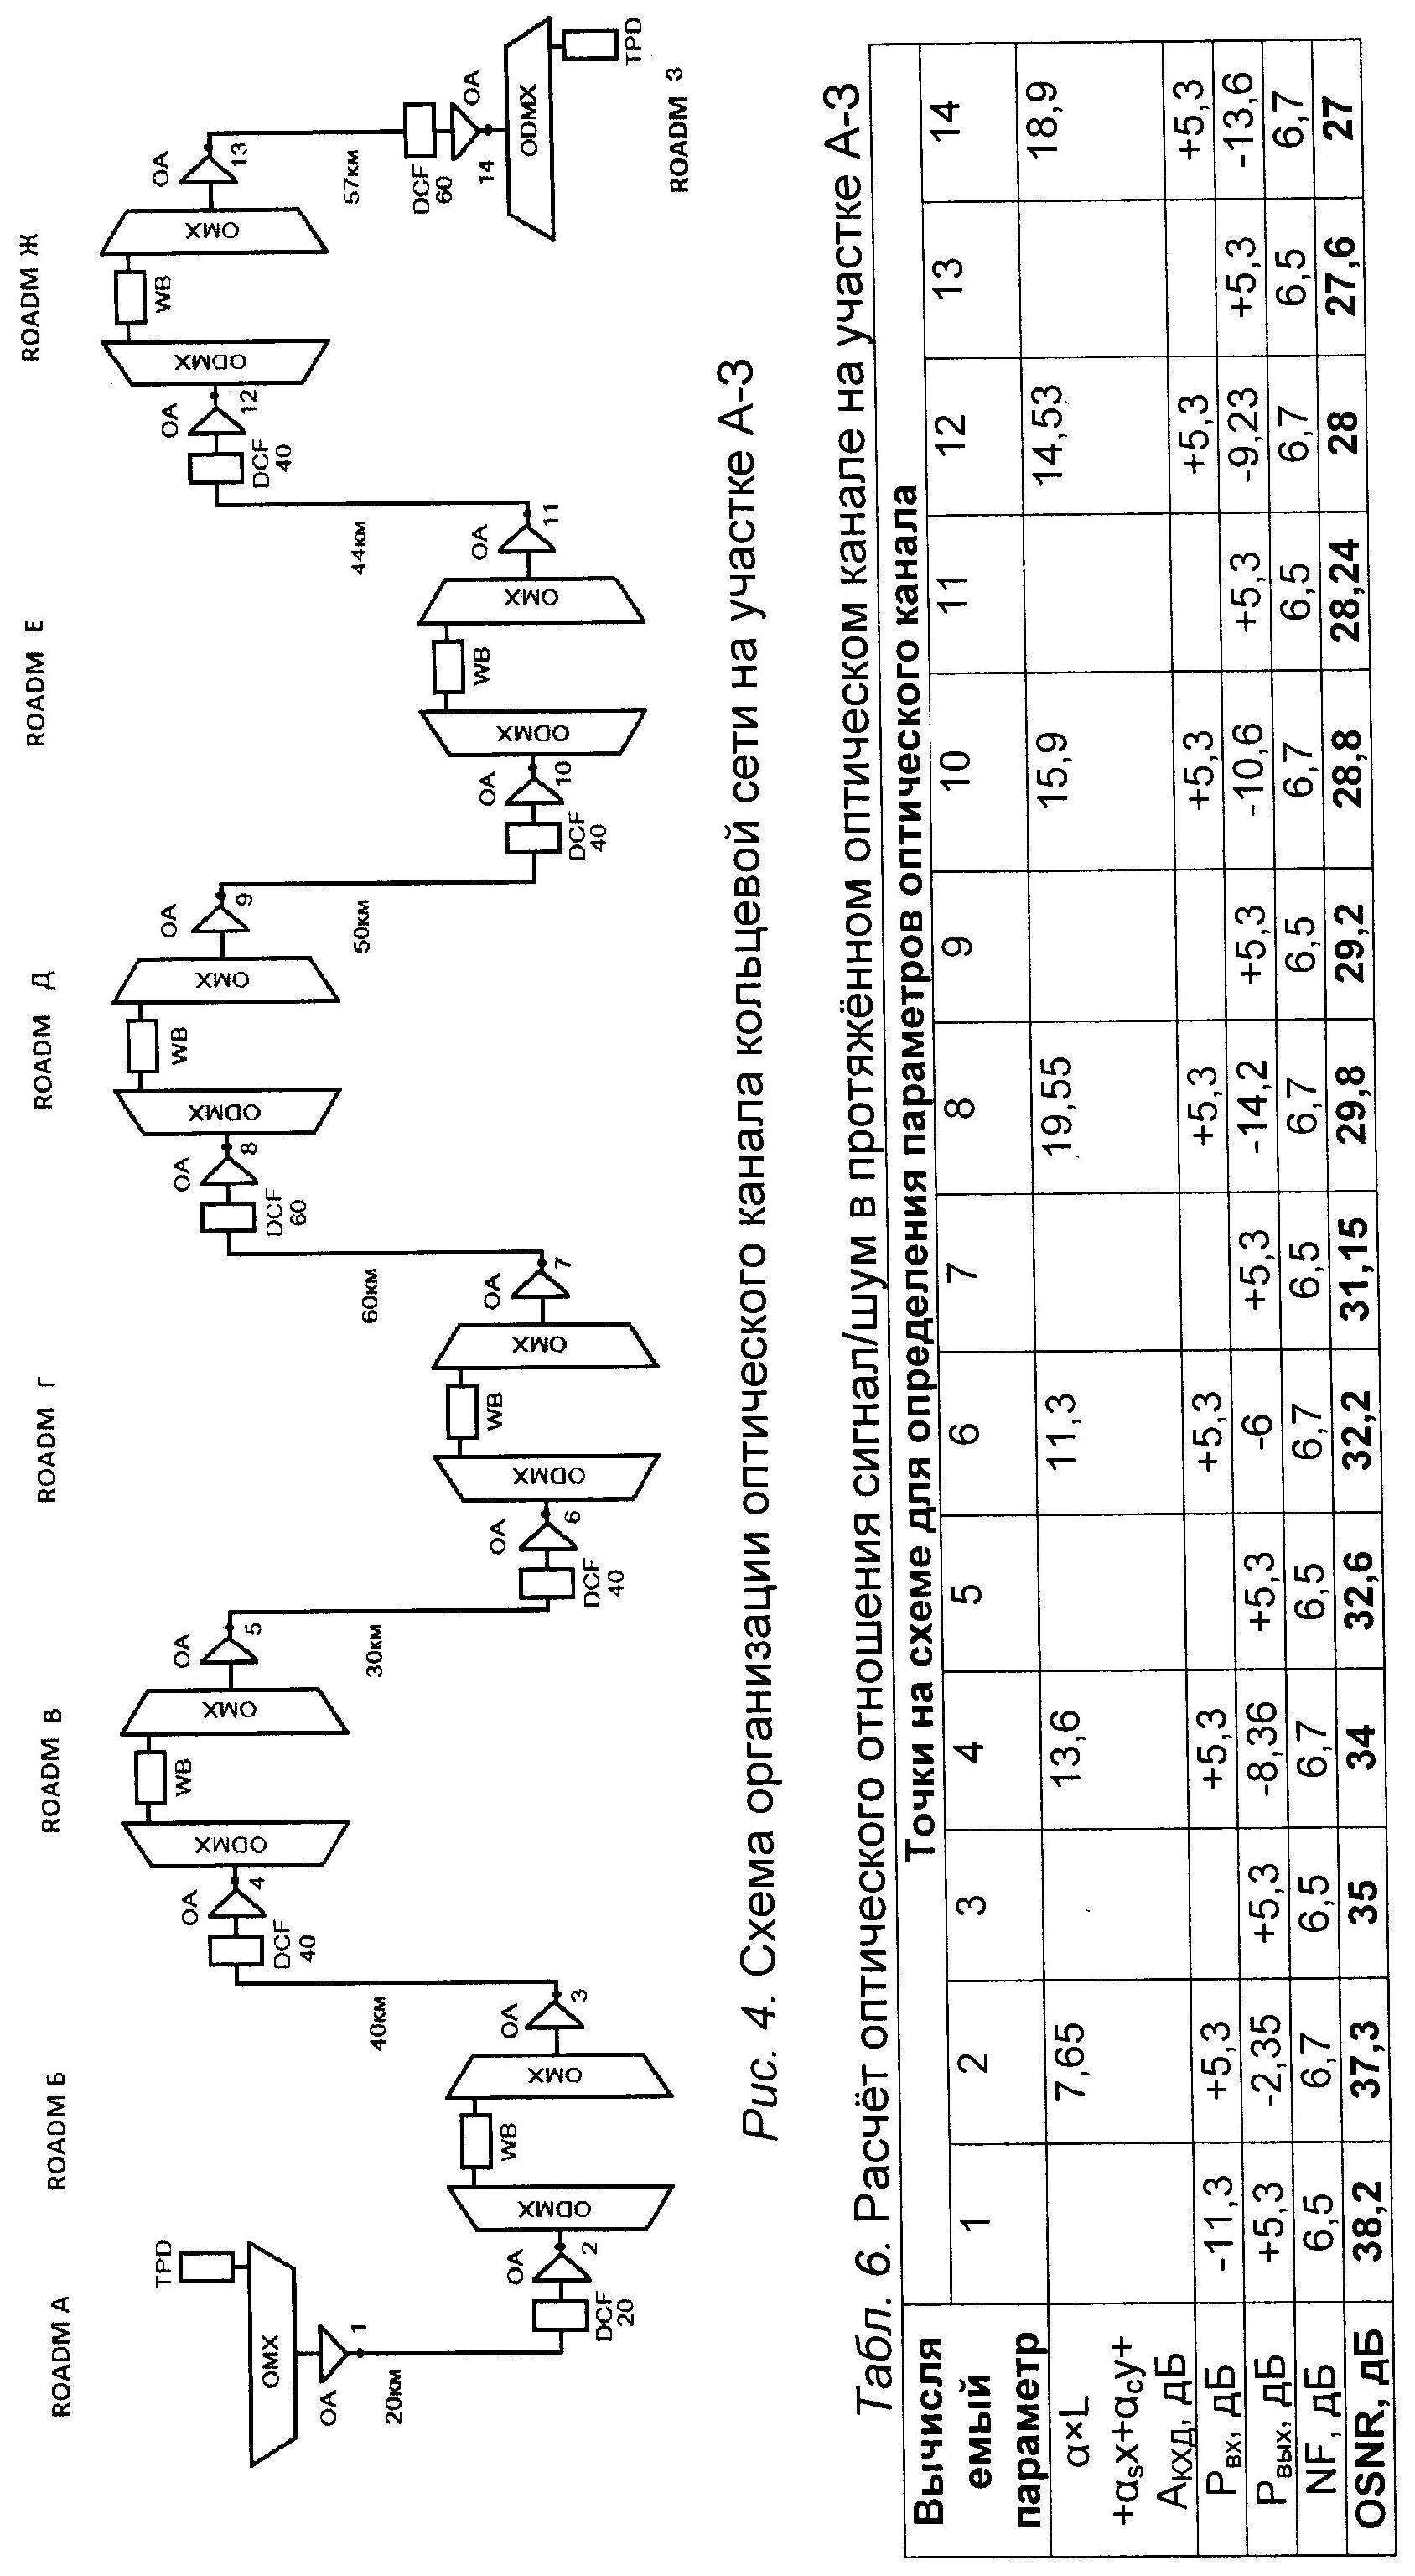 ROADM А
ROADM Б
ROADM В
ROADM Г
ROADM Д
ROADM Е
ROADM Ж
TPD
OMX
OA
1
20км
DCF
20
OA
2
ODMX
WB
OMX
OA
3
40км
DCF
40
OA
4
ODMX
WB
OMX
OA
5
30км
DCF
40
OA
6
ODMX
WB
OMX
OA
7
60км
DCF
60
OA
8
ODMX
WB
OMX
OA
9
50км
DCF
40
OA
10
ODMX
WB
OMX
OA
11
44км
DCF
40
OA
12
ODMX
WB
OMX
OA
13
57км
DCF
60
OA
14
ODMX
TPD
ROADM З
Рис. 4. Схема организации оптического канала кольцевой сети на участке А-З
Табл. 6. Расчёт оптического отношения сигнал/шум в протяжённом оптическом канале на участке А-З
Вычисля
емый
параметр
Точки на схеме для определения параметров оптического канала
1 2 3 4 5 6 7 8 9 10 11 12 13 14
α×L
+αsx+αcy+
Aкхд, дБ
7,65 13,6 11,3 19,55 15,9 14,53 18,9
Pвх, дБ -11,3 +5,3 +5,3 +5,3 +5,3 +5,3 +5,3 +5,3
Pвых, дБ +5,3 -2,35 +5,3 -8,36 +5,3 -6 +5,3 -14,2 +5,3 -10,6 +5,3 -9,23 +5,3 -13,6
NF, дБ 6,5 6,7 6,5 6,7 6,5 6,7 6,5 6,7 6,5 6,7 6,5 6,7 6,5 6,7
OSNR, дБ 38,2 37,3 35 34 32,6 32,2 31,15 29,8 29,2 28,8 28,24 28 27,6 27